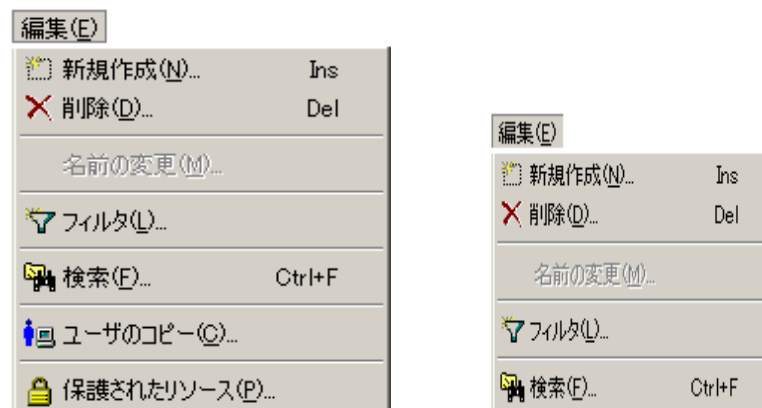 編集(E)
新規作成(N)... Ins
削除(D)... Del
名前の変更(M)...
フィルタ(L)...
検索(F)... Ctrl+F
ユーザのコピー(C)...
保護されたリソース(P)...
編集(E)
新規作成(N)... Ins
削除(D)... Del
名前の変更(M)...
フィルタ(L)...
検索(F)... Ctrl+F